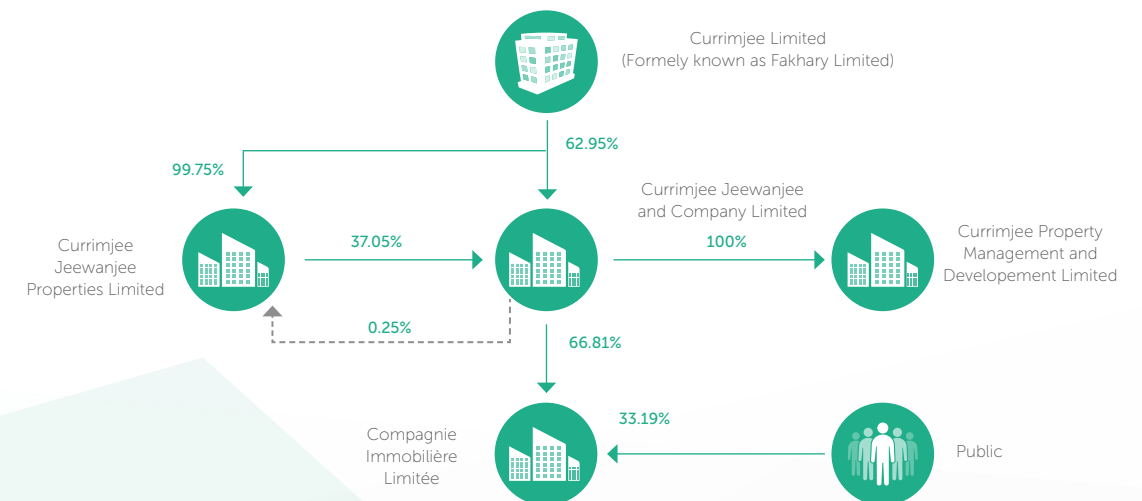 Currimjee Limited
(Formely known as Fakhary Limited)
62.95%
99.75%
Currimjee Jeewanjee
and Company Limited
Currimjee
Jeewanjee
Properties Limited
37.05%
100%
Currimjee Property
Management and
Developement Limited
0.25%
66.81%
33.19%
Compagnie
Immobilière
Limitée
Public